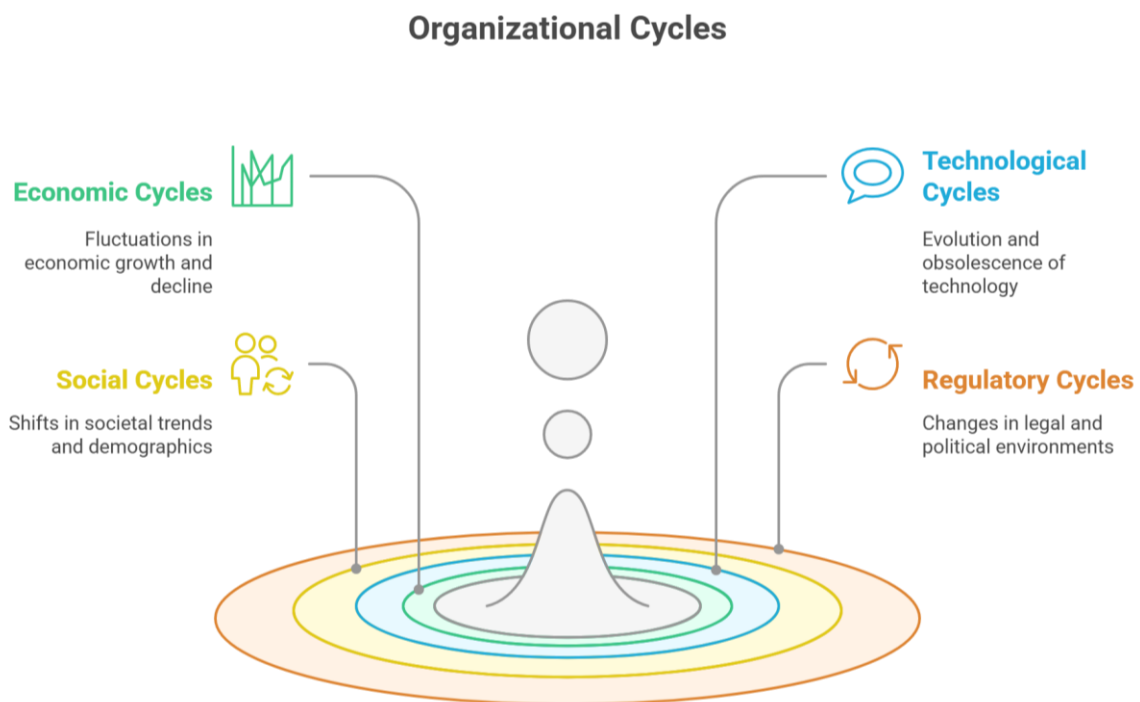 Organizational Cycles
Economic Cycles
Fluctuations in
economic growth and
decline
Technological
Cycles
Evolution and
obsolescence of
technology
Social Cycles
Shifts in societal trends
and demographics
Regulatory Cycles
Changes in legal and
political environments